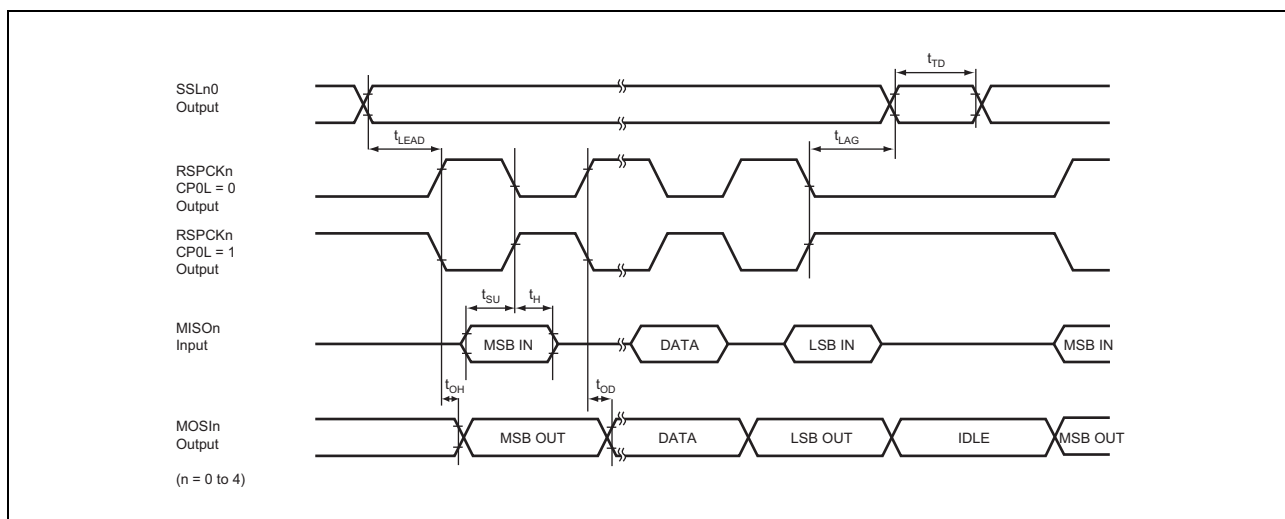 SSLn0
Output
tTD
tLEAD
tLAG
RSPCKn
CP0L = 0
Output
RSPCKn
CP0L = 1
Output
tSU
tH
MISOn
Input
MSB IN
DATA
LSB IN
MSB IN
tOH
tOD
MOSIn
Output
MSB OUT
DATA
LSB OUT
IDLE
MSB OUT
(n = 0 to 4)